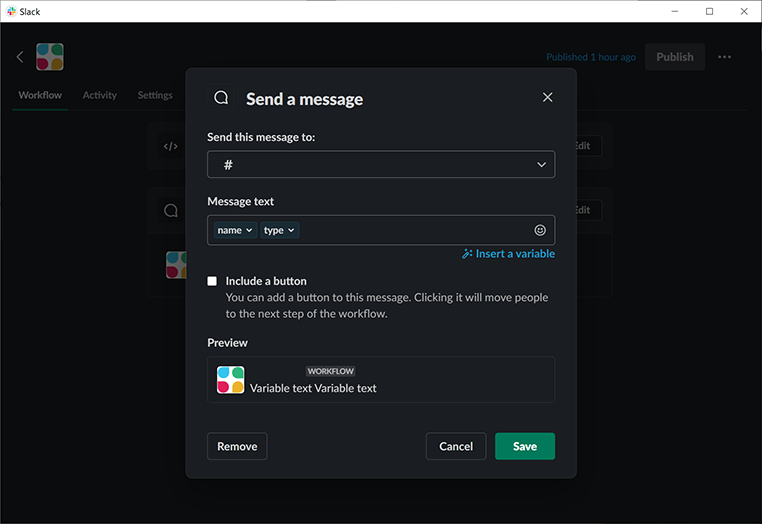 Slack
Published 1 hour ago
Publish
Workflow
Activity
Settings
Send a message
Send this message to:
#
Message text
name
type
Insert a variable
Include a button
You can add a button to this message. Clicking it will move people
to the next step of the workflow.
Preview
WORKFLOW
Variable text Variable text
Remove
Cancel
Save